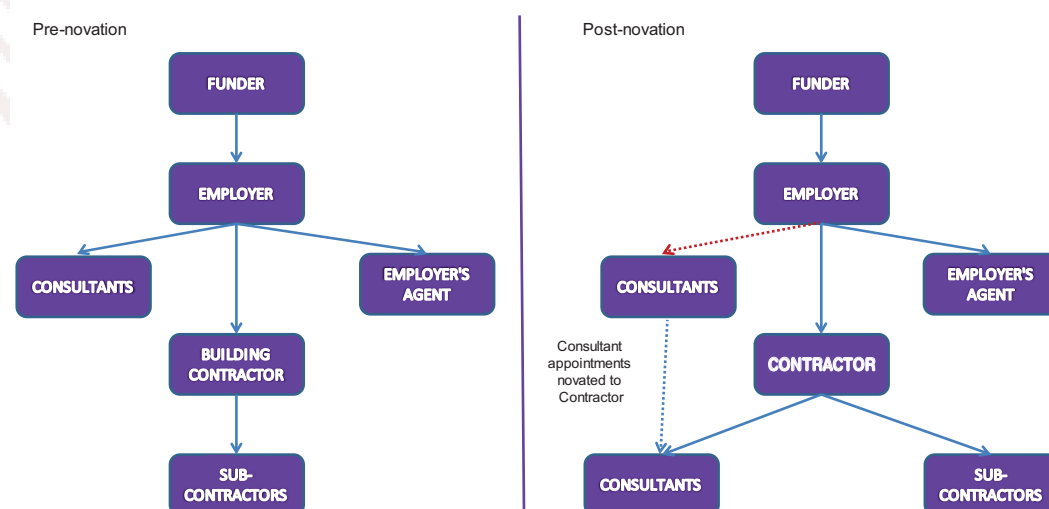 Pre-novation
FUNDER
EMPLOYER
CONSULTANTS
EMPLOYER'S
AGENT
BUILDING
CONTRACTOR
SUB-
CONTRACTORS
Post-novation
FUNDER
EMPLOYER
CONSULTANTS
EMPLOYER'S
AGENT
Consultant
appointments
novated to
Contractor
CONTRACTOR
CONSULTANTS
SUB-
CONTRACTORS